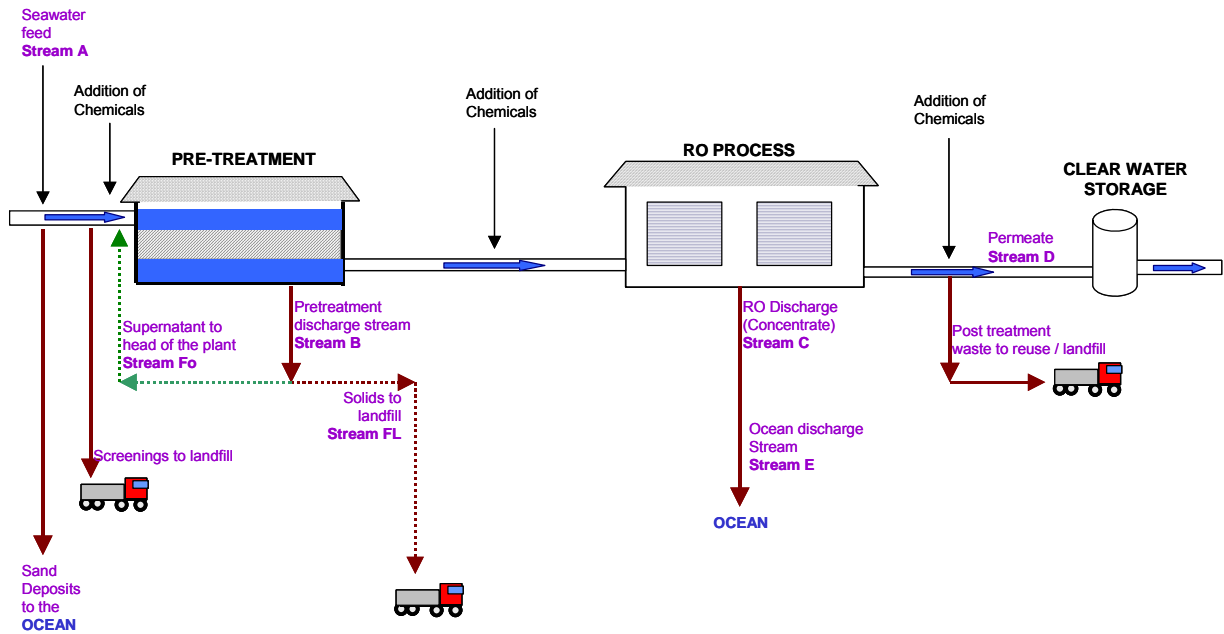 Seawater
feed
Stream A
Addition of
Chemicals
PRE-TREATMENT
Addition of
Chemicals
RO PROCESS
Addition of
Chemicals
CLEAR WATER
STORAGE
Permeate
Stream D
Supernatant to
head of the plant
Stream Fo
Pretreatment
discharge stream
Stream B
RO Discharge
(Concentrate)
Stream C
Post treatment
waste to reuse / landfill
Solids to
landfill
Stream FL
Screenings to landfill
Ocean discharge
Stream
Stream E
OCEAN
Sand
Deposits
to the
OCEAN